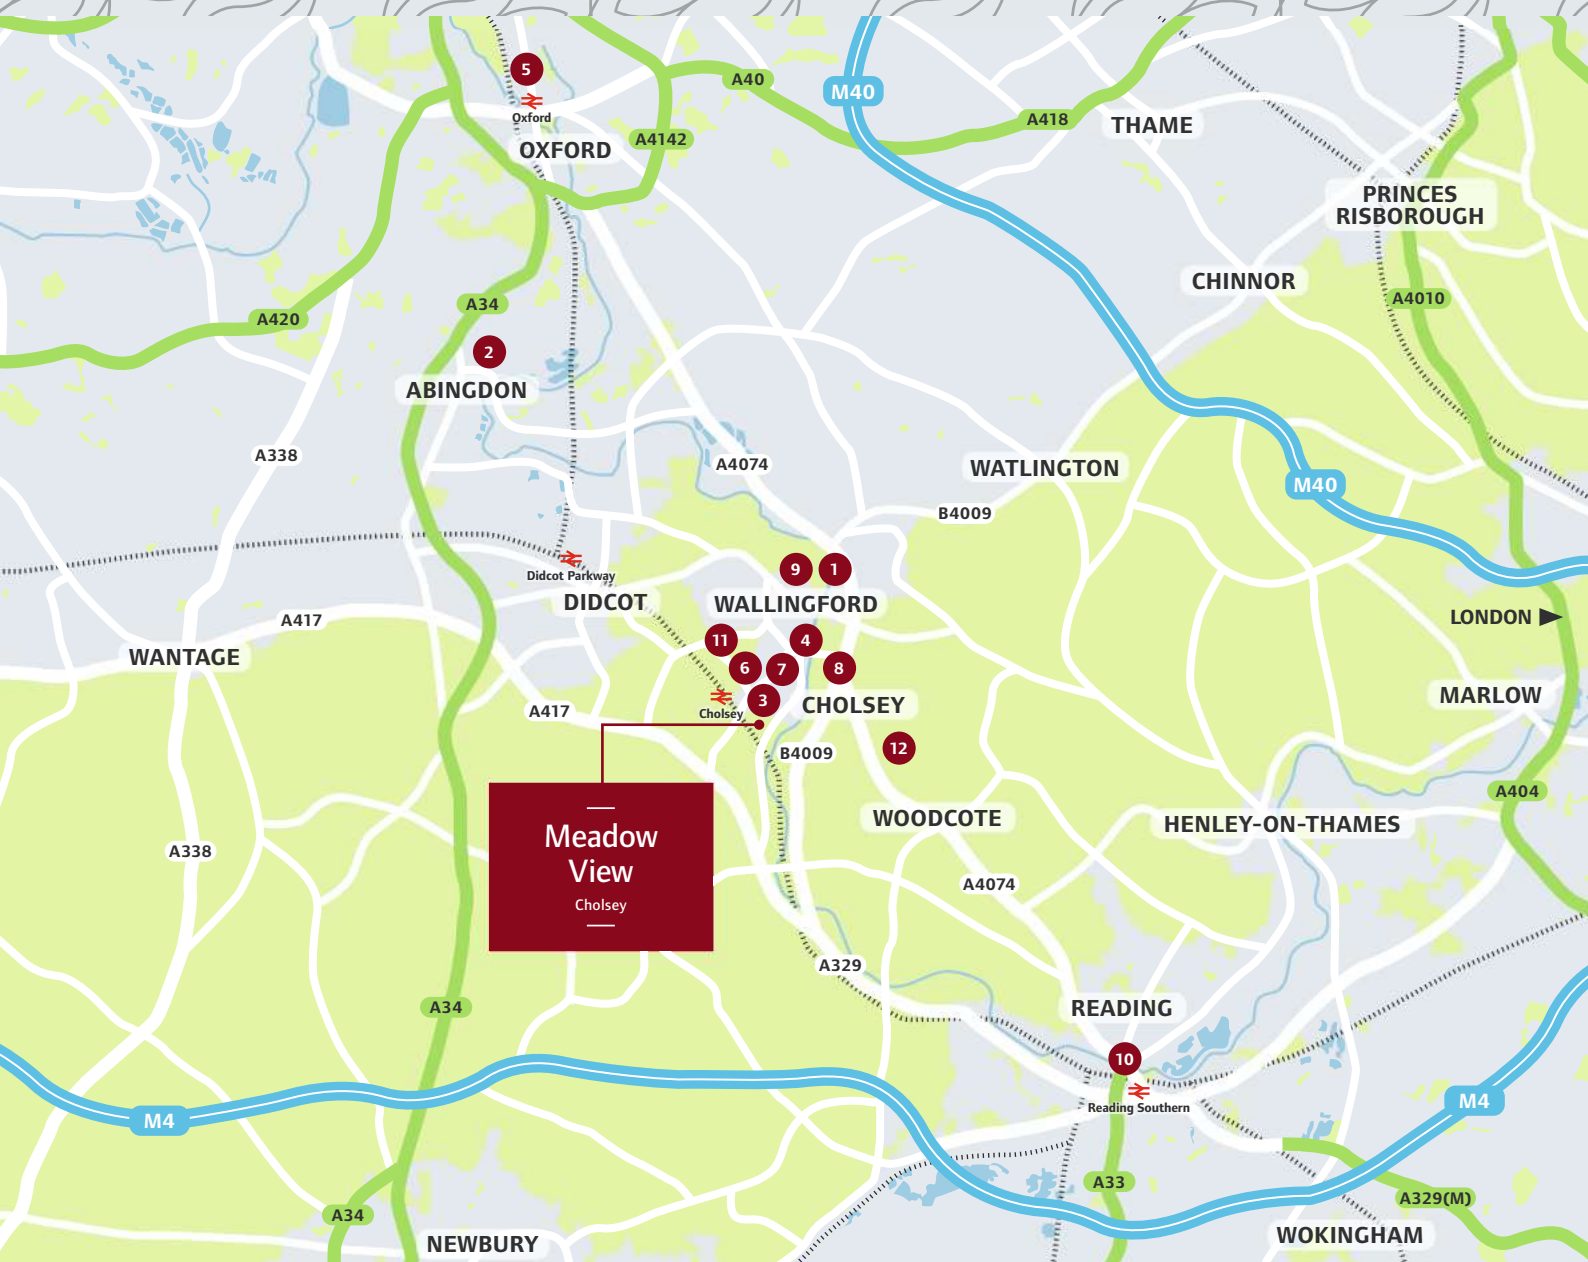 5
Oxford
OXFORD
A40
A4142
M40
A418
THAME
PRINCES
RISBOROUGH
CHINNOR
A4010
A34
A420
2
ABINGDON
A338
A4074
WATLINGTON
M40
B4009
Didcot Parkway
DIDCOT
9
1
WALLINGFORD
LONDON
A417
WANTAGE
11
4
6
7
8
3
Cholsey
CHOLSEY
MARLOW
A417
B4009
12
A404
WOODCOTE
HENLEY-ON-THAMES
Meadow
View
Cholsey
A338
A4074
A329
A34
READING
10
Reading Southern
M4
M4
A33
A329(M)
A34
NEWBURY
WOKINGHAM